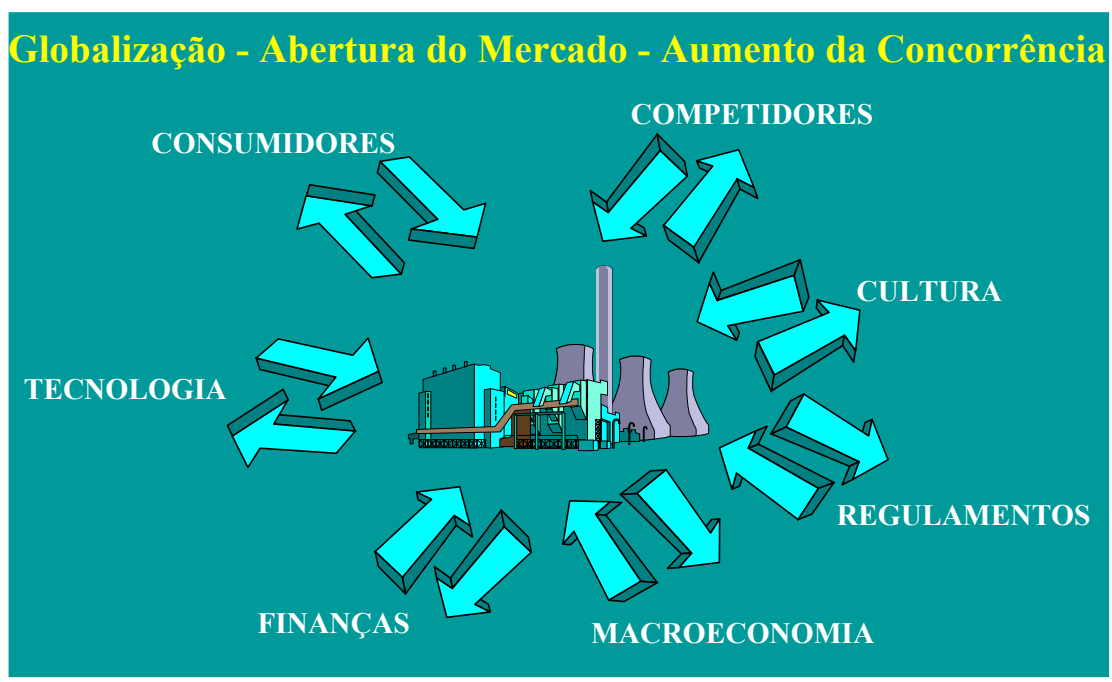 Globalização - Abertura do Mercado - Aumento da Concorrência
COMPETIDORES
CONSUMIDORES
CULTURA
TECNOLOGIA
REGULAMENTOS
FINANÇAS
MACROECONOMIA